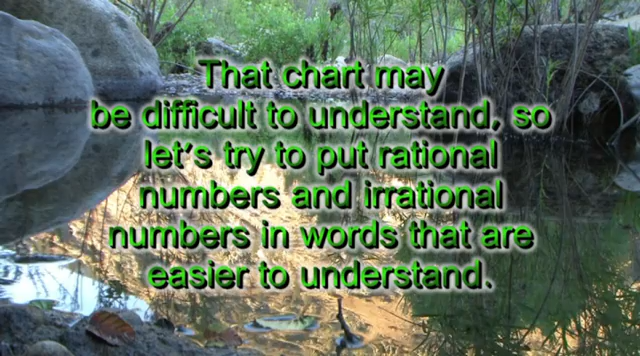 That chart may
be difficult to understand, so
let's try to put rational
numbers and irrational
numbers in words that are
easier to understand.